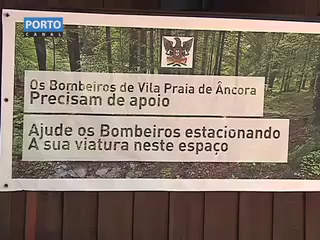 PORTO
CANAL
Os Bombeiros de Vila Praia de Âncora
Precisam de apoio
Ajude os Bombeiros estacionando
A sua viatura neste espaço